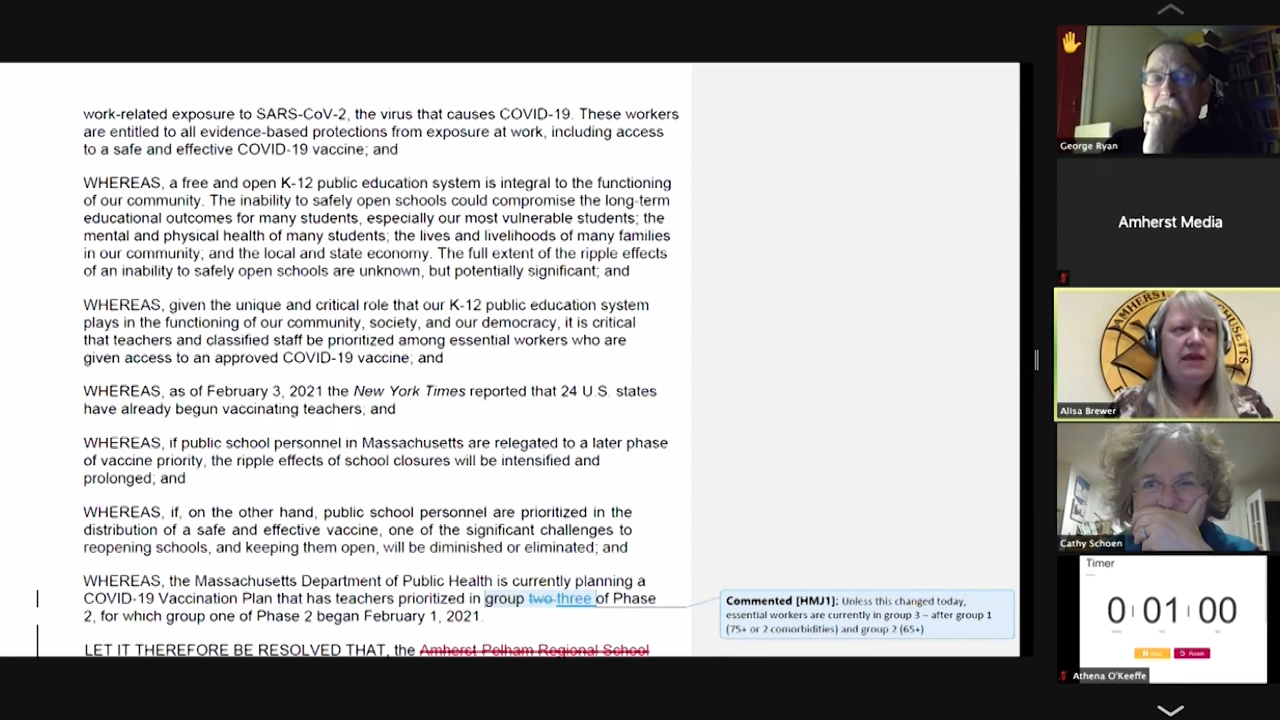 work-related exposure to SARS-CoV-2, the virus that causes COVID-19. These workers
are entitled to all evidence-based protections from exposure at work, including access
to a safe and effective COVID-19 vaccine; and
WHEREAS, a free and open K-12 public education system is integral to the functioning
of our community. The inability to safely open schools could compromise the long-term
educational outcomes for many students, especially our most vulnerable students; the
mental and physical health of many students; the lives and livelihoods of many families
in our community; and the local and state economy. The full extent of the ripple effects
of an inability to safely open schools are unknown, but potentially significant; and
WHEREAS, given the unique and critical role that our K-12 public education system
plays in the functioning of our community, society, and our democracy, it is critical
that teachers and classified staff be prioritized among essential workers who are
given access to an approved COVID-19 vaccine; and
WHEREAS, as of February 3, 2021 the New York Times reported that 24 U.S. states
have already begun vaccinating teachers; and
WHEREAS, if public school personnel in Massachusetts are relegated to a later phase
of vaccine priority, the ripple effects of school closures will be intensified and
prolonged; and
WHEREAS, if, on the other hand, public school personnel are prioritized in the
distribution of a safe and effective vaccine, one of the significant challenges to
reopening schools, and keeping them open, will be diminished or eliminated; and
WHEREAS, the Massachusetts Department of Public Health is currently planning a
COVID-19 Vaccination Plan that has teachers prioritized in group two three of Phase
2, for which group one of Phase 2 began February 1, 2021.
LET IT THEREFORE BE RESOLVED THAT, the Amherst Pelham Regional School
Commented [HMJ1]: Unless this changed today,
essential workers are currently in group 3 – after group 1
(75+ or 2 comorbidities) and group 2 (65+)
George Ryan
Amherst Media
AMHERST, MASSACHUSETTS
Alisa Brewer
Cathy Schoen
Timer
0 01 00
Reset
Athena O'Keeffe